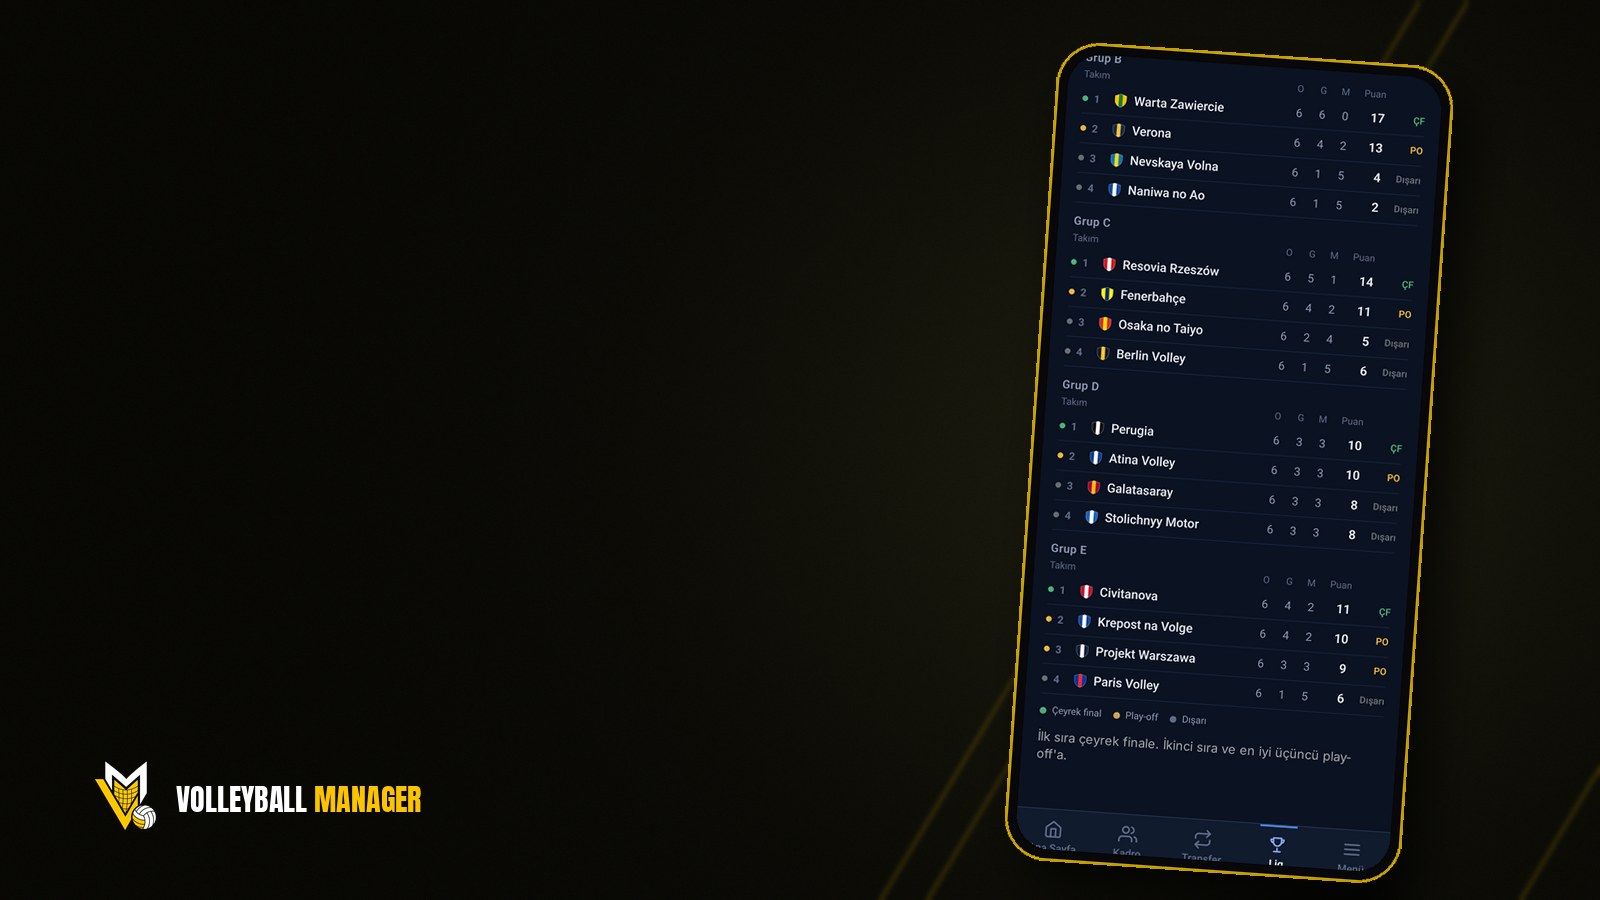 Grup B
Takım O G M Puan
1 Warta Zawiercie 6 6 0 17 ÇF
2 Verona 6 4 2 13 PO
3 Nevskaya Volna 6 1 5 4 Dışarı
4 Naniwa no Ao 6 1 5 2 Dışarı
Grup C
Takım O G M Puan
1 Resovia Rzeszów 6 5 1 14 ÇF
2 Fenerbahçe 6 4 2 11 PO
3 Osaka no Taiyo 6 2 4 5 Dışarı
4 Berlin Volley 6 1 5 6 Dışarı
Grup D
Takım O G M Puan
1 Perugia 6 3 3 10 ÇF
2 Atina Volley 6 3 3 10 PO
3 Galatasaray 6 3 3 8 Dışarı
4 Stolichnyy Motor 6 3 3 8 Dışarı
Grup E
Takım O G M Puan
1 Civitanova 6 4 2 11 ÇF
2 Krepost na Volge 6 4 2 10 PO
3 Projekt Warszawa 6 3 3 9 PO
4 Paris Volley 6 1 5 6 Dışarı
Çeyrek final Play-off Dışarı
İlk sıra çeyrek finale. İkinci sıra ve en iyi üçüncü play-
off'a.
Sayfa Kadro Transfer Lig Menü
VOLLEYBALL MANAGER